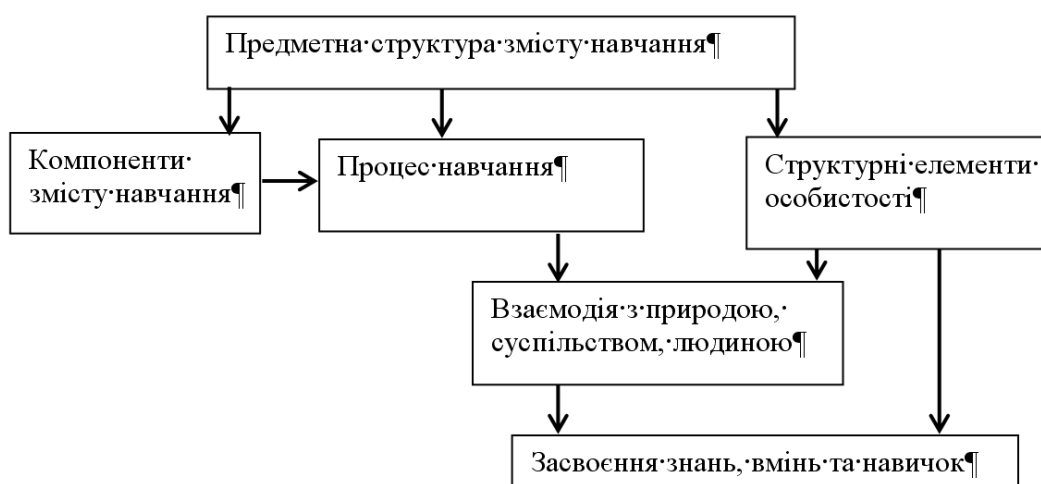 Предметна·структура·змісту·навчання¶
Компоненти·
змісту·навчання¶
Процес·навчання¶
Структурні·елементи·
особистості¶
Взаємодія·з·природою,·
суспільством,·людиною¶
Засвоєння·знань,·вмінь·та·навичок¶